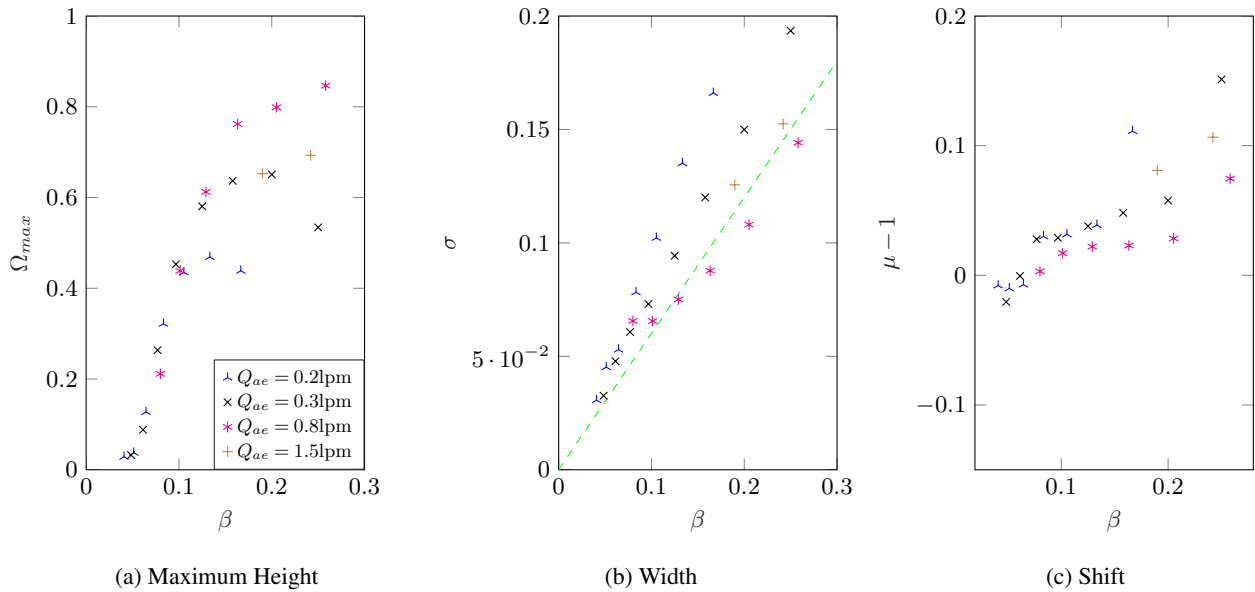 1
0.8
0.6
0.4
0.2
0
0 0.1 0.2 0.3
Ω_max
β
Q_ae = 0.2lpm
Q_ae = 0.3lpm
Q_ae = 0.8lpm
Q_ae = 1.5lpm
(a) Maximum Height
0.2
0.15
0.1
5 · 10⁻²
0
0 0.1 0.2 0.3
σ
β
(b) Width
0.2
0.1
0
−0.1
0.1 0.2
μ − 1
β
(c) Shift